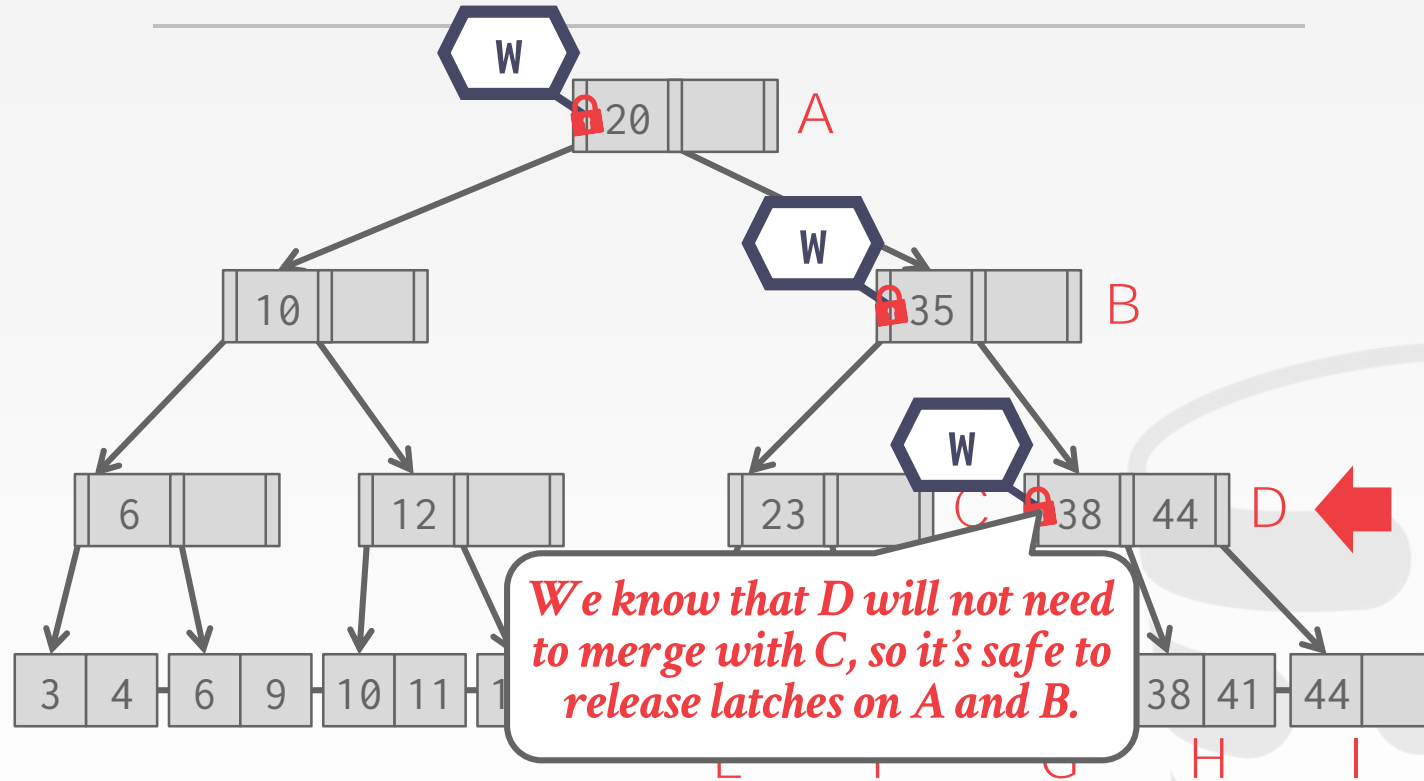 W
20 A
W
10
35 B
W
6
12
23 C
38 44 D
We know that D will not need
to merge with C, so it's safe to
release latches on A and B.
3 4 6 9 10 11 38 41 44
H I